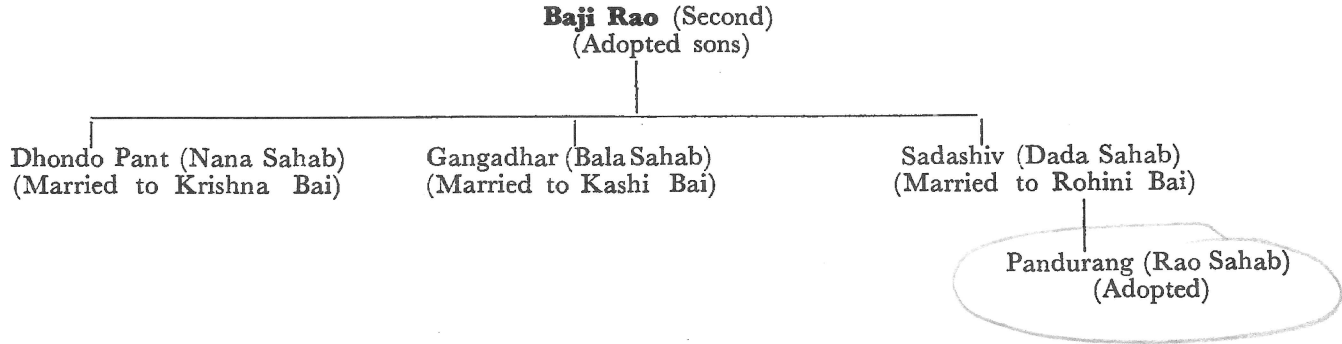 Baji Rao (Second)
(Adopted sons)
Dhondo Pant (Nana Sahab)
(Married to Krishna Bai)
Gangadhar (Bala Sahab)
(Married to Kashi Bai)
Sadashiv (Dada Sahab)
(Married to Rohini Bai)
Pandurang (Rao Sahab)
(Adopted)